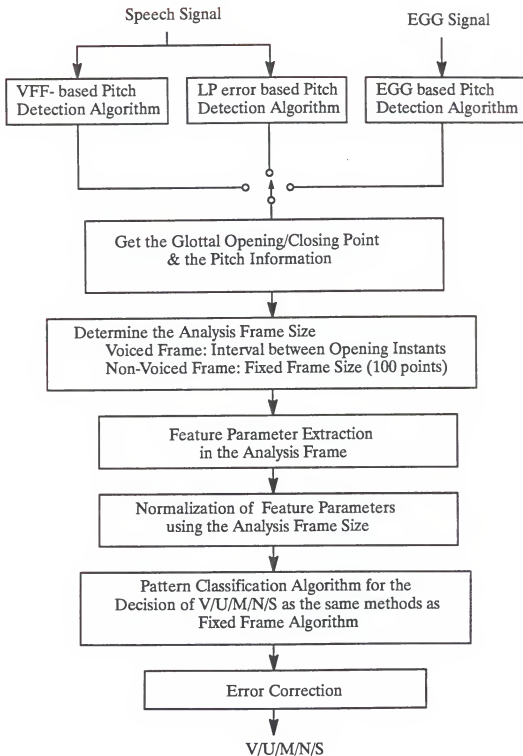 Speech Signal
EGG Signal
VFF- based Pitch
Detection Algorithm
LP error based Pitch
Detection Algorithm
EGG based Pitch
Detection Algorithm
Get the Glottal Opening/Closing Point
& the Pitch Information
Determine the Analysis Frame Size
Voiced Frame: Interval between Opening Instants
Non-Voiced Frame: Fixed Frame Size (100 points)
Feature Parameter Extraction
in the Analysis Frame
Normalization of Feature Parameters
using the Analysis Frame Size
Pattern Classification Algorithm for the
Decision of V/U/M/N/S as the same methods as
Fixed Frame Algorithm
Error Correction
V/U/M/N/S